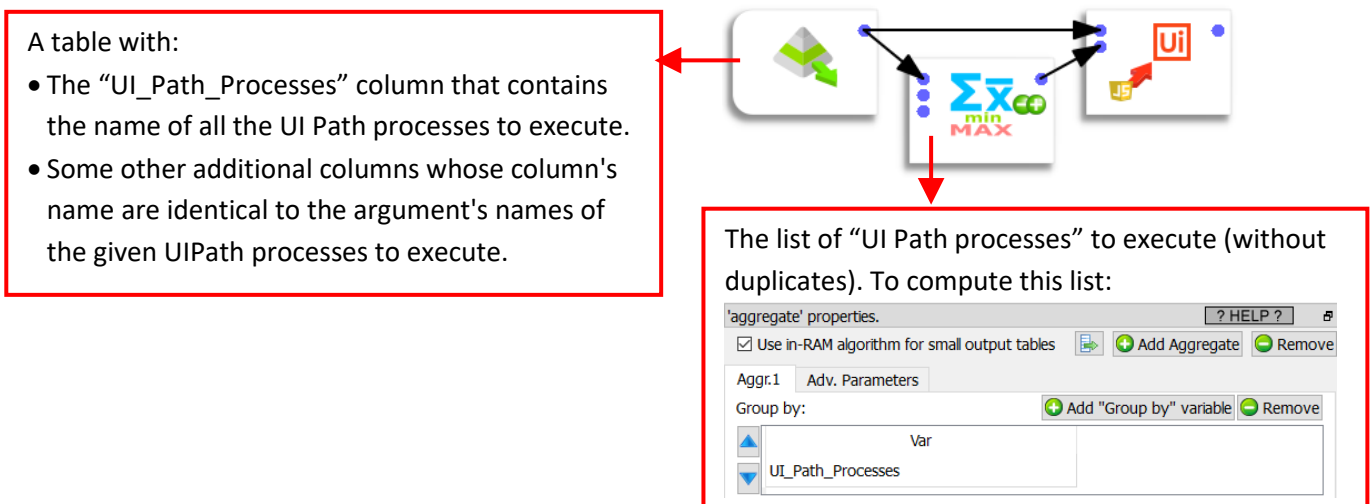 A table with:
• The “UI_Path_Processes” column that contains
the name of all the UI Path processes to execute.
• Some other additional columns whose column's
name are identical to the argument's names of
the given UIPath processes to execute.
Σx
min
MAX
Ui
JS
The list of “UI Path processes” to execute (without
duplicates). To compute this list:
'aggregate' properties. ? HELP ?
Use in-RAM algorithm for small output tables Add Aggregate Remove
Aggr.1 Adv. Parameters
Group by: Add "Group by" variable Remove
Var
UI_Path_Processes